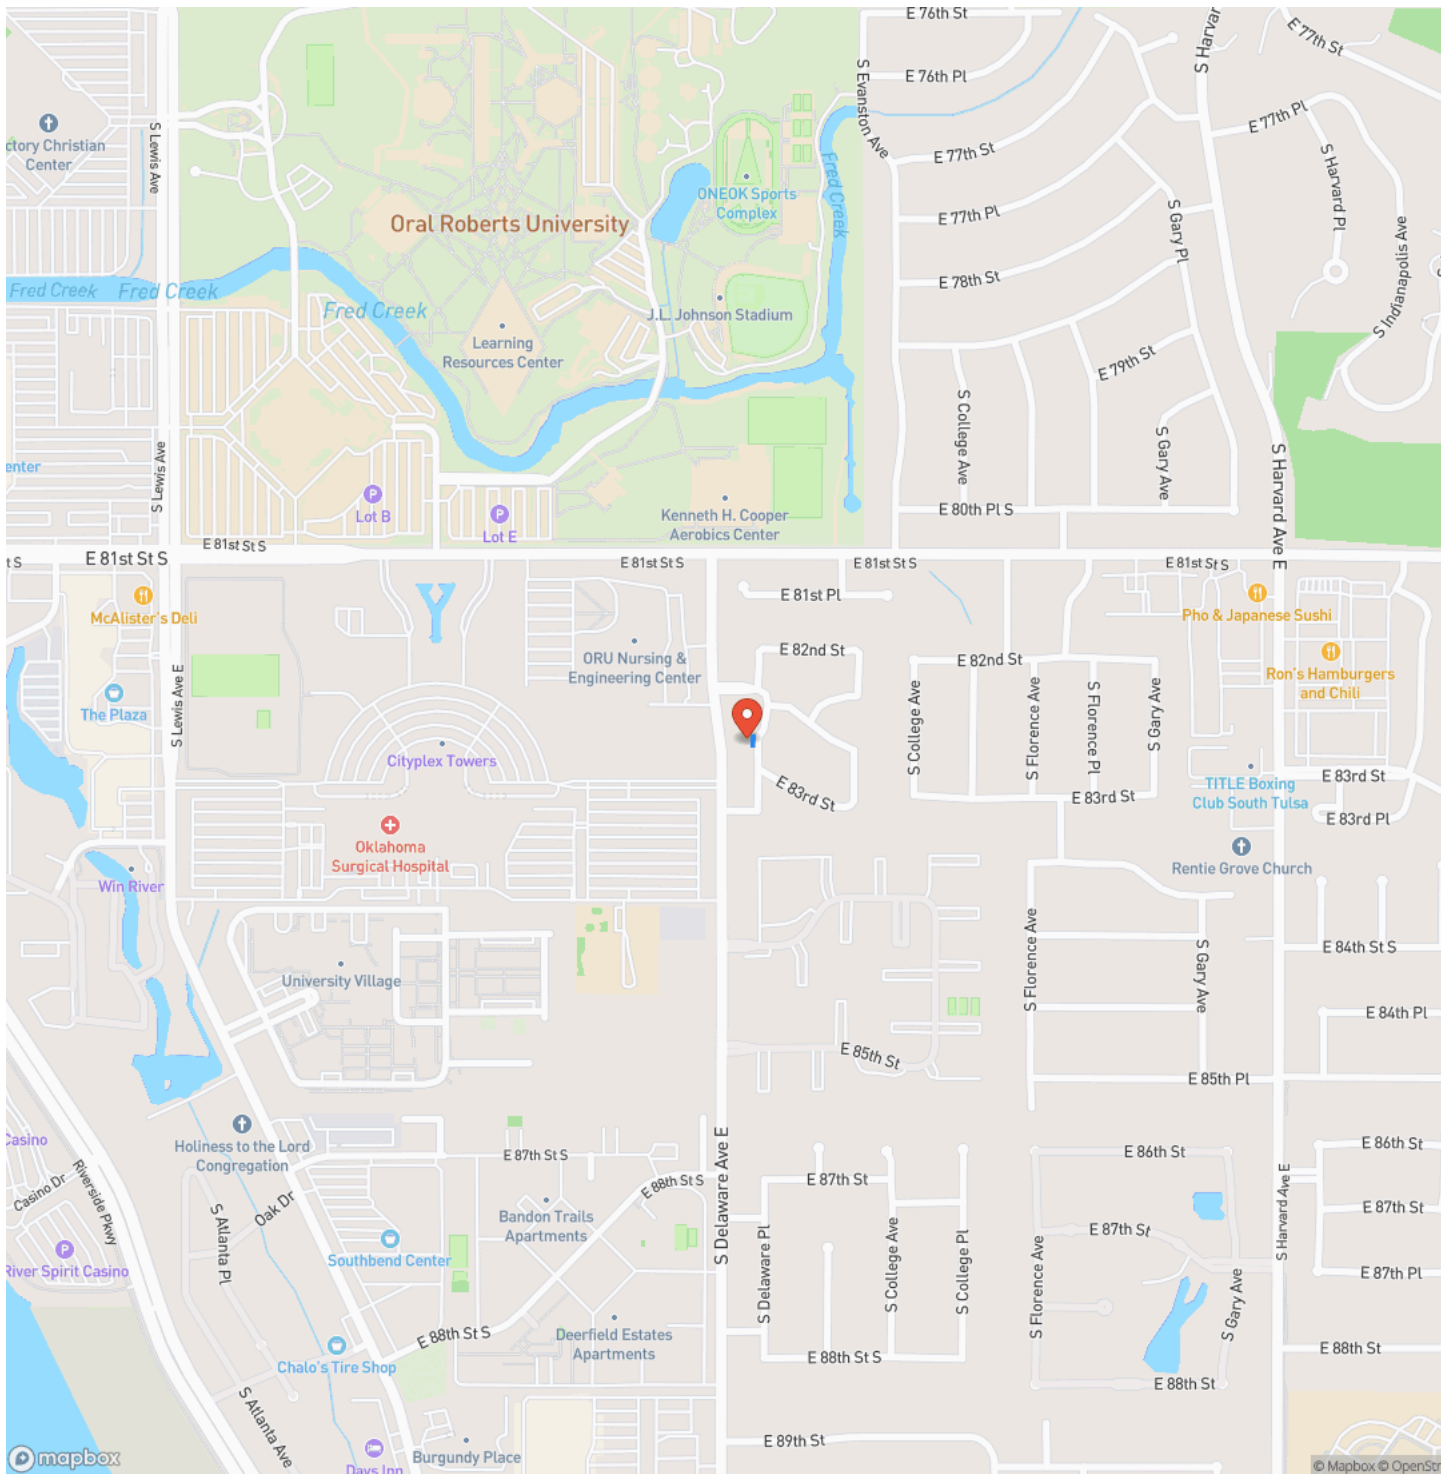 E 76th St
S Harvar
E 77th St
S Evanston Ave
E 76th Pl
E 77th Pl
ctory Christian
Center
S Lewis Ave
E 77th St
S Harvard Pl
Fred Creek
ONEOK Sports
Complex
Oral Roberts University
E 77th Pl
S Gary Pl
S Indianapolis Ave
E 78th St
Fred Creek
Fred Creek
Fred Creek
J.L. Johnson Stadium
Learning
Resources Center
E 79th St
S College Ave
S Gary Ave
S Harvard Ave E
enter
S Lewis Ave
Lot B
Lot E
Kenneth H. Cooper
Aerobics Center
E 80th Pl S
t S
E 81st St S
E 81st St S
E 81st St S
E 81st St S
E 81st St S
McAlister's Deli
E 81st Pl
Pho & Japanese Sushi
ORU Nursing &
Engineering Center
E 82nd St
E 82nd St
Ron's Hamburgers
and Chili
S Lewis Ave E
The Plaza
S College Ave
S Florence Ave
S Florence Pl
S Gary Ave
Cityplex Towers
E 83rd St
E 83rd St
TITLE Boxing
Club South Tulsa
E 83rd St
E 83rd Pl
Oklahoma
Surgical Hospital
Rentie Grove Church
Win River
S Florence Ave
S Gary Ave
E 84th St S
University Village
E 84th Pl
E 85th St
E 85th Pl
Holiness to the Lord
Congregation
Casino
Casino Dr
Riverside Pkwy
E 87th St S
E 88th St S
S Delaware Ave E
E 87th St
E 86th St
E 86th St
S Harvard Ave E
S Atlanta Pl
Oak Dr
Bandon Trails
Apartments
E 87th St
E 87th St
River Spirit Casino
Southbend Center
S Delaware Pl
S College Ave
S College Pl
S Florence Ave
S Gary Ave
E 87th Pl
E 88th St S
Deerfield Estates
Apartments
E 88th St S
E 88th St
Chalo's Tire Shop
E 88th St
S Atlanta Ave
E 89th St
Burgundy Place
Days Inn
mapbox
© Mapbox © OpenStr